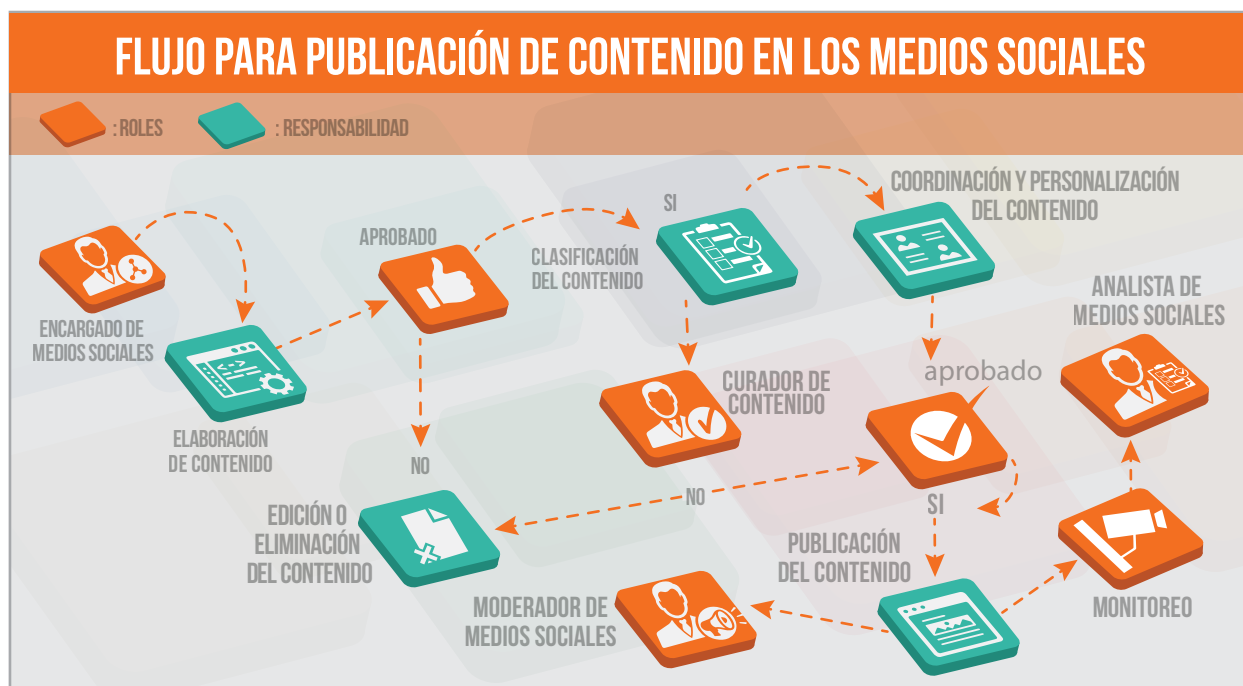 FLUJO PARA PUBLICACIÓN DE CONTENIDO EN LOS MEDIOS SOCIALES
: ROLES
: RESPONSABILIDAD
ENCARGADO DE
MEDIOS SOCIALES
ELABORACIÓN
DE CONTENIDO
APROBADO
NO
EDICIÓN O
ELIMINACIÓN
DEL CONTENIDO
SI
CLASIFICACIÓN
DEL CONTENIDO
CURADOR DE
CONTENIDO
COORDINACIÓN Y PERSONALIZACIÓN
DEL CONTENIDO
aprobado
NO
SI
PUBLICACIÓN
DEL CONTENIDO
MODERADOR DE
MEDIOS SOCIALES
MONITOREO
ANALISTA DE
MEDIOS SOCIALES